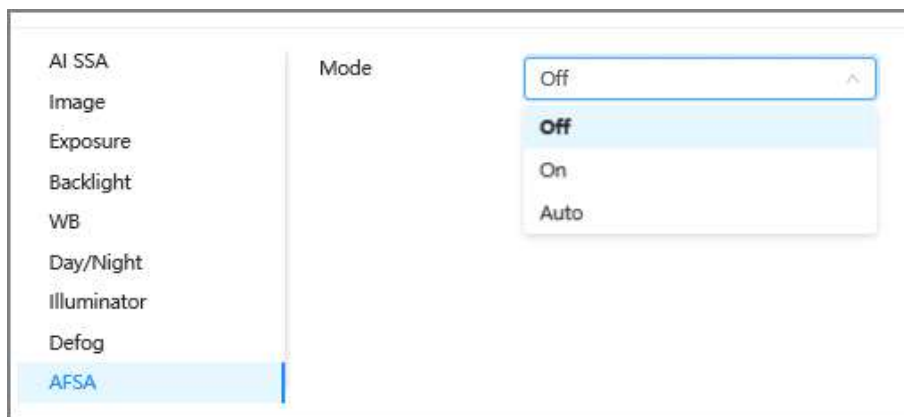 AI SSA
Image
Exposure
Backlight
WB
Day/Night
Illuminator
Defog
AFSA
Mode
Off
Off
On
Auto